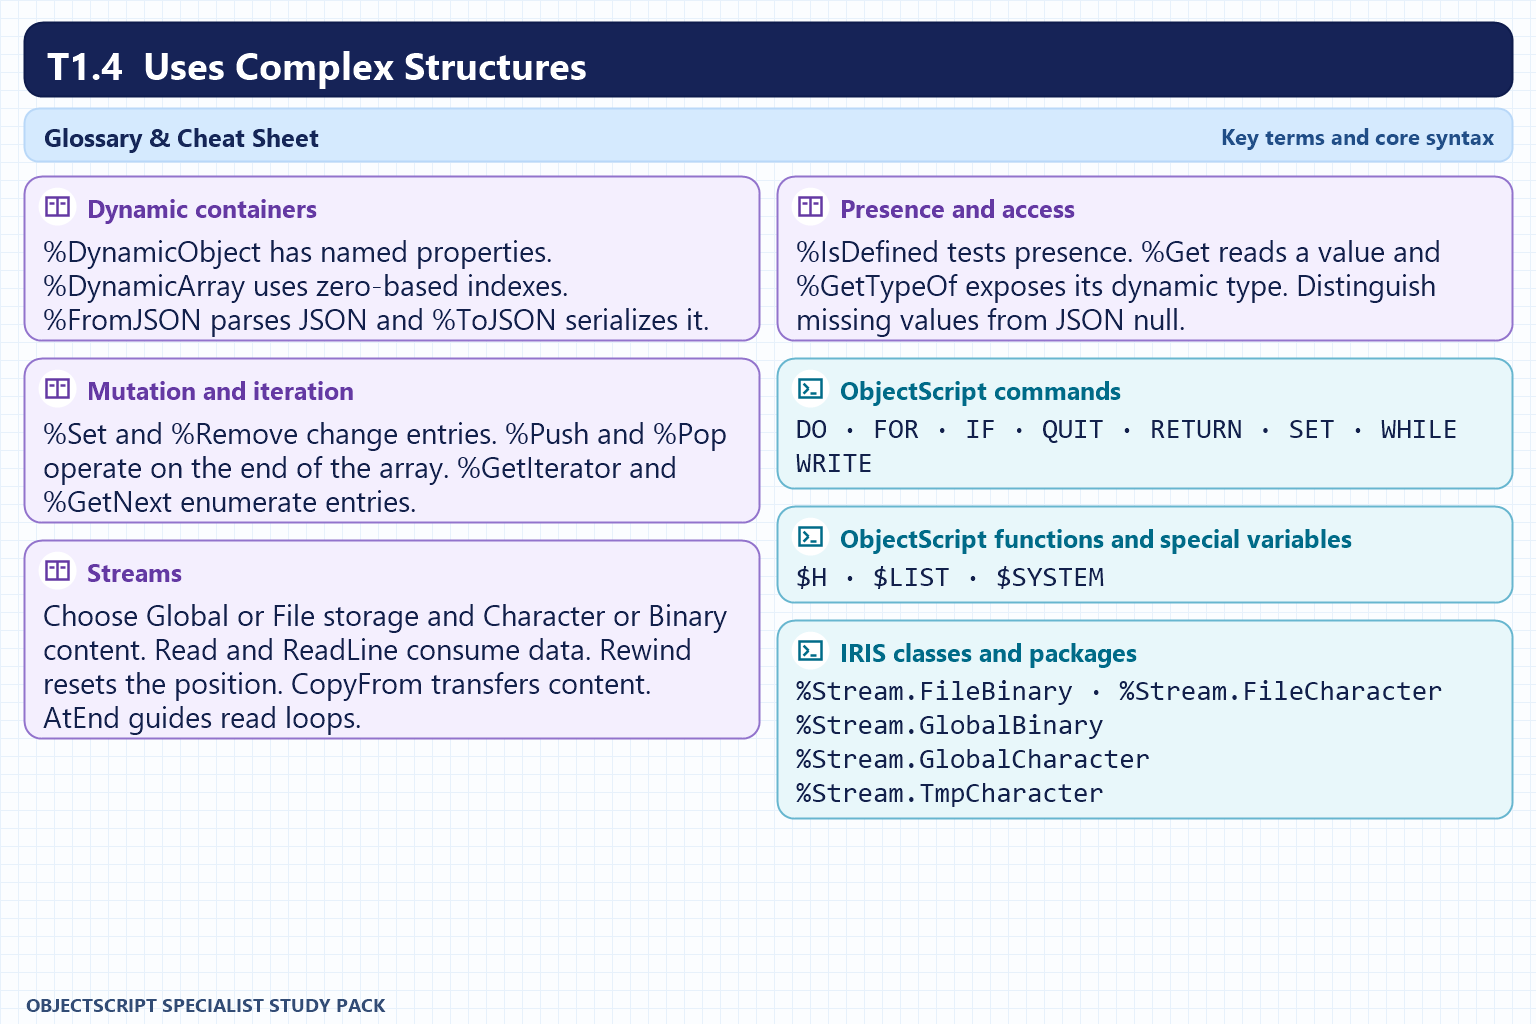 T1.4 Uses Complex Structures
Glossary & Cheat Sheet
Key terms and core syntax
Dynamic containers
%DynamicObject has named properties.
%DynamicArray uses zero-based indexes.
%FromJSON parses JSON and %ToJSON serializes it.
Mutation and iteration
%Set and %Remove change entries. %Push and %Pop
operate on the end of the array. %GetIterator and
%GetNext enumerate entries.
Streams
Choose Global or File storage and Character or Binary
content. Read and ReadLine consume data. Rewind
resets the position. CopyFrom transfers content.
AtEnd guides read loops.
Presence and access
%IsDefined tests presence. %Get reads a value and
%GetTypeOf exposes its dynamic type. Distinguish
missing values from JSON null.
ObjectScript commands
DO · FOR · IF · QUIT · RETURN · SET · WHILE
WRITE
ObjectScript functions and special variables
$H · $LIST · $SYSTEM
IRIS classes and packages
%Stream.FileBinary · %Stream.FileCharacter
%Stream.GlobalBinary
%Stream.GlobalCharacter
%Stream.TmpCharacter
OBJECTSCRIPT SPECIALIST STUDY PACK